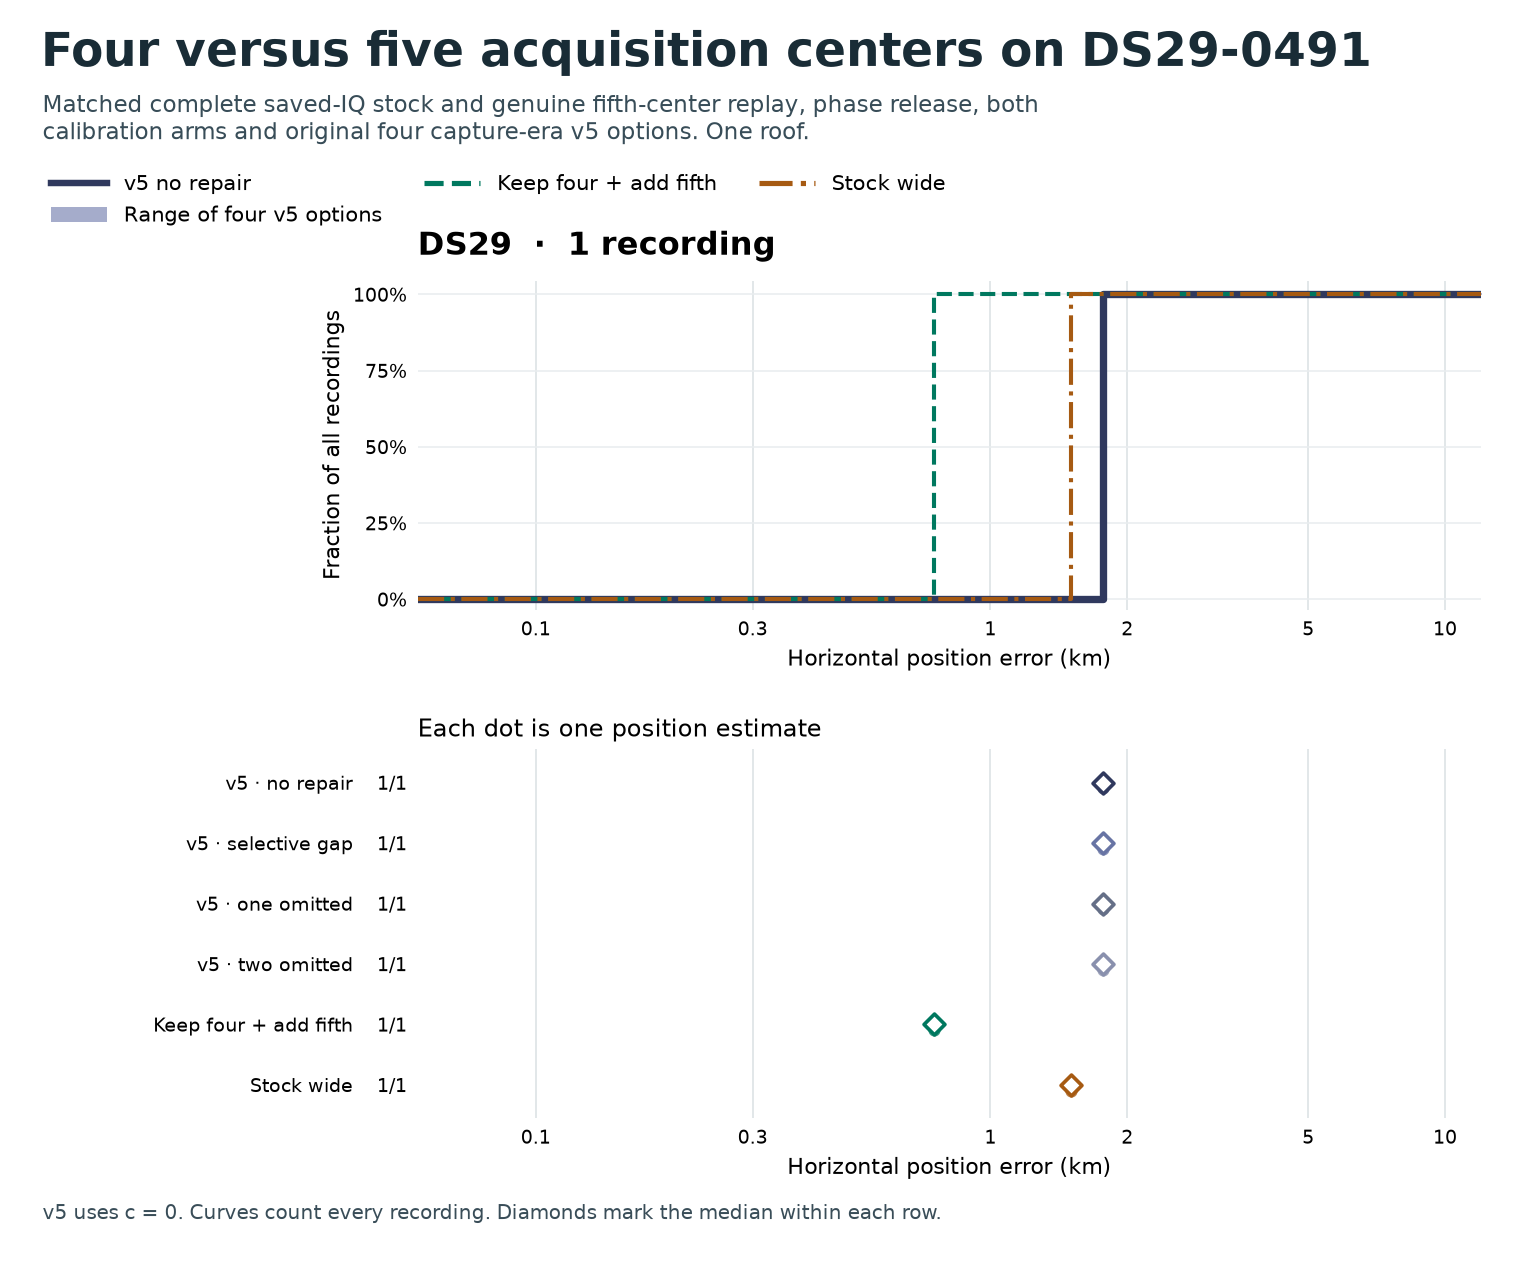 Four versus five acquisition centers on DS29-0491
Matched complete saved-IQ stock and genuine fifth-center replay, phase release, both
calibration arms and original four capture-era v5 options. One roof.
v5 no repair
Keep four + add fifth
Stock wide
Range of four v5 options
DS29 · 1 recording
Fraction of all recordings
100%
75%
50%
25%
0%
0.1 0.3 1 2 5 10
Horizontal position error (km)
Each dot is one position estimate
v5 · no repair 1/1
v5 · selective gap 1/1
v5 · one omitted 1/1
v5 · two omitted 1/1
Keep four + add fifth 1/1
Stock wide 1/1
0.1 0.3 1 2 5 10
Horizontal position error (km)
v5 uses c = 0. Curves count every recording. Diamonds mark the median within each row.